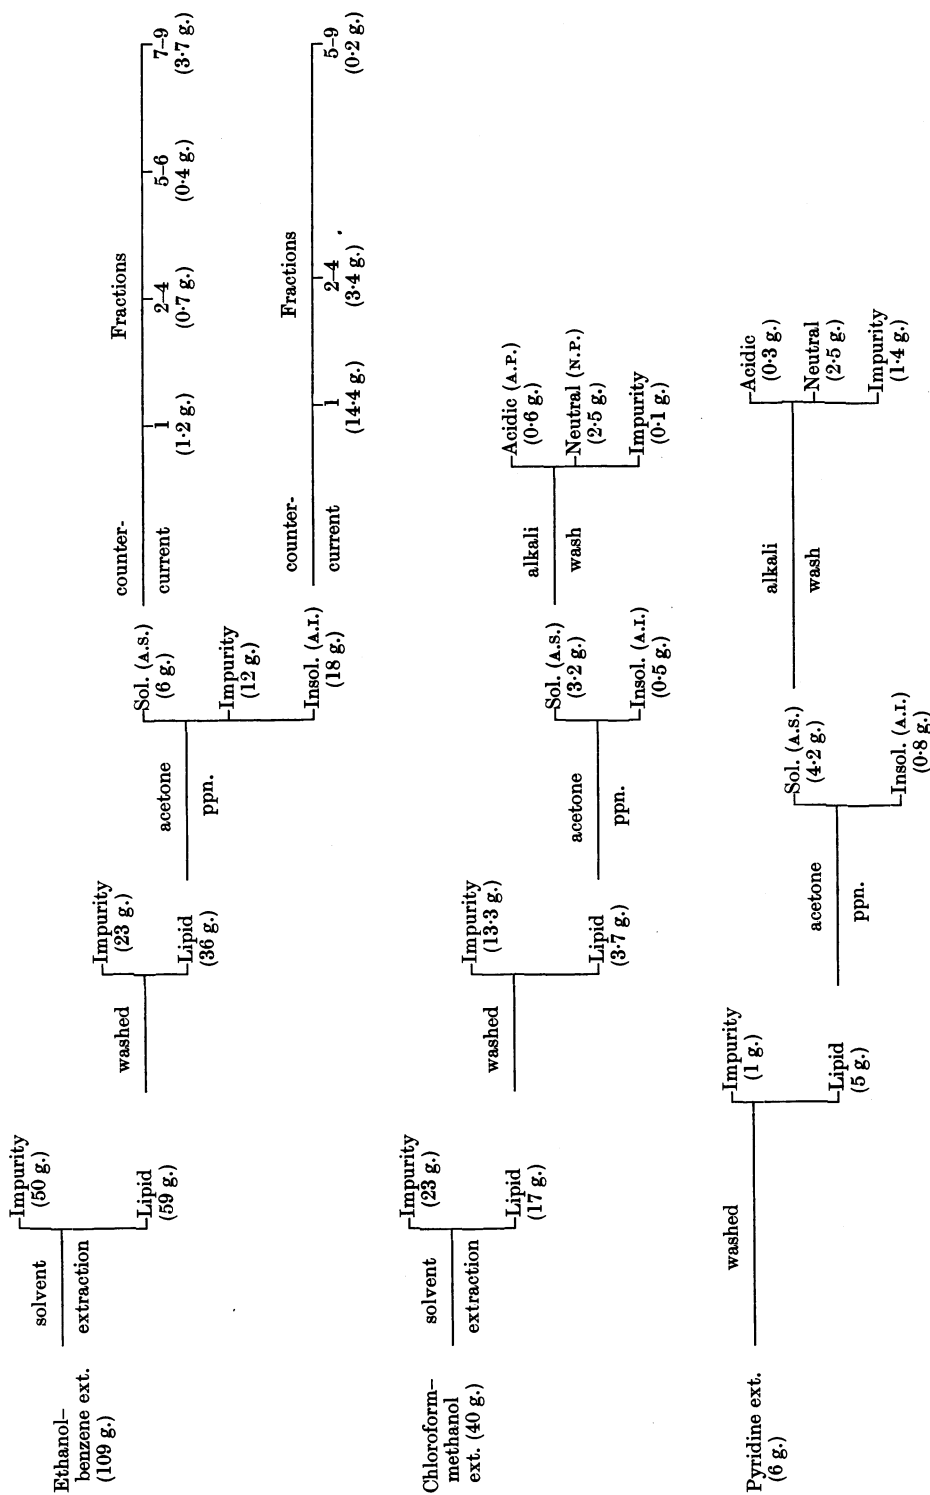 Ethanol–
benzene ext.
(109 g.)
solvent
extraction
Impurity
(50 g.)
Lipid
(59 g.)
washed
Impurity
(23 g.)
Lipid
(36 g.)
acetone
ppn.
Sol. (A.S.)
(6 g.)
Impurity
(12 g.)
Insol. (A.I.)
(18 g.)
counter-
current
Fractions
1
(1·2 g.)
2–4
(0·7 g.)
5–6
(0·4 g.)
7–9
(3·7 g.)
counter-
current
Fractions
1
(14·4 g.)
2–4
(3·4 g.)
5–9
(0·2 g.)
Chloroform–
methanol
ext. (40 g.)
solvent
extraction
Impurity
(23 g.)
Lipid
(17 g.)
washed
Impurity
(13·3 g.)
Lipid
(3·7 g.)
acetone
ppn.
Sol. (A.S.)
(3·2 g.)
Insol. (A.I.)
(0·5 g.)
alkali
wash
Acidic (A.P.)
(0·6 g.)
Neutral (N.P.)
(2·5 g.)
Impurity
(0·1 g.)
Pyridine ext.
(6 g.)
washed
Impurity
(1 g.)
Lipid
(5 g.)
acetone
ppn.
Sol. (A.S.)
(4·2 g.)
Insol. (A.I.)
(0·8 g.)
alkali
wash
Acidic
(0·3 g.)
Neutral
(2·5 g.)
Impurity
(1·4 g.)